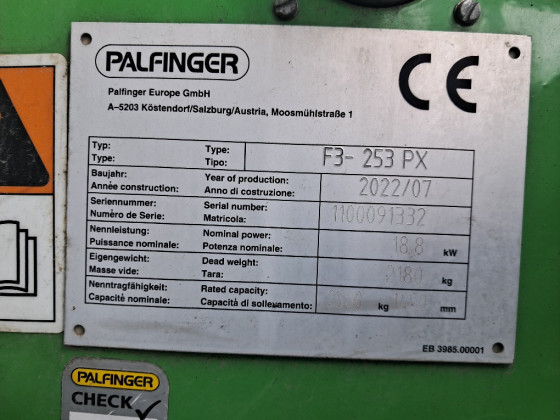 PALFINGER
CE
Palfinger Europe GmbH
A–5203 Köstendorf/Salzburg/Austria, Moosmühlstraße 1
Typ: Type: F3- 253 PX
Type: Tipo:
Baujahr: Year of production: 2022/07
Année construction: Anno di costruzione:
Seriennummer: Serial number: 1100091332
Numéro de Serie: Matricola:
Nennleistung: Nominal power: 18,8 kW
Puissance nominale: Potenza nominale:
Eigengewicht: Dead weight: kg
Masse vide: Tara:
Nenntragfähigkeit: Rated capacity:
Capacité nominale: Capacità di sollevamento: kg mm
EB 3985.00001
PALFINGER
CHECK